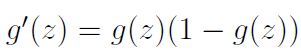 g′(z) = g(z)(1 − g(z))